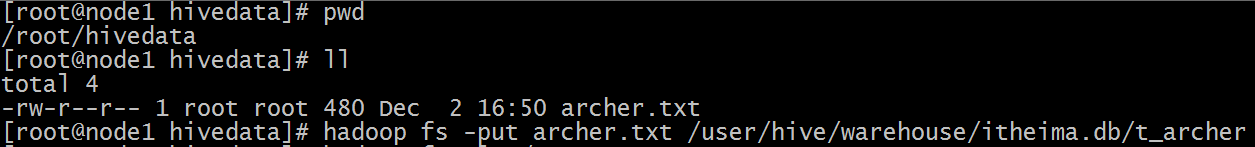 [root@node1 hivedata]# pwd
/root/hivedata
[root@node1 hivedata]# ll
total 4
-rw-r--r-- 1 root root 480 Dec  2 16:50 archer.txt
[root@node1 hivedata]# hadoop fs -put archer.txt /user/hive/warehouse/itheima.db/t_archer